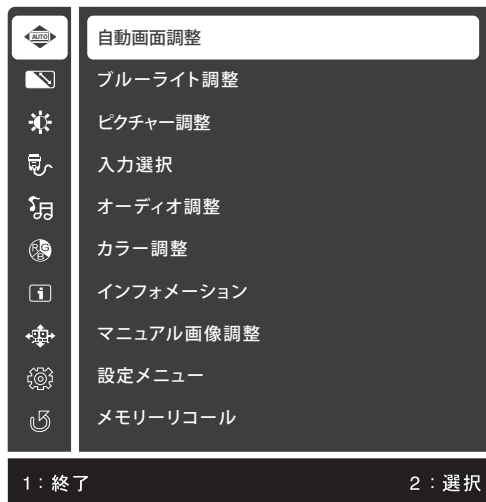 AUTO
自動画面調整
ブルーライト調整
ピクチャー調整
入力選択
オーディオ調整
RGB
カラー調整
i
インフォメーション
マニュアル画像調整
設定メニュー
メモリーリコール
1：終了
2：選択